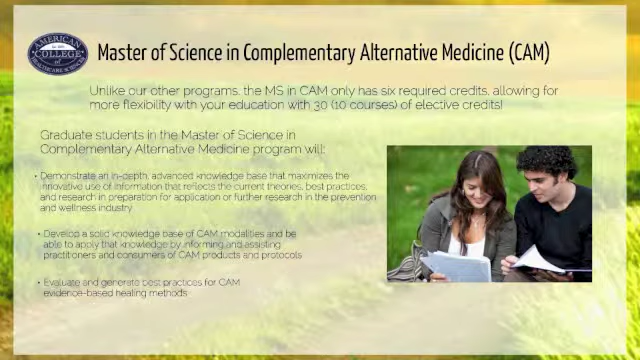 AMERICAN
COLLEGE
of
HEALTHCARE SCIENCES
Master of Science in Complementary Alternative Medicine (CAM)
Unlike our other programs, the MS in CAM only has six required credits, allowing for
more flexibility with your education with 30 (10 courses) of elective credits!
Graduate students in the Master of Science in
Complementary Alternative Medicine program will:
• Demonstrate an in-depth, advanced knowledge base that maximizes the
innovative use of information that reflects the current theories, best practices,
and research in preparation for application or further research in the prevention
and wellness industry
• Develop a solid knowledge base of CAM modalities and be
able to apply that knowledge by informing and assisting
practitioners and consumers of CAM products and protocols
• Evaluate and generate best practices for CAM
evidence-based healing methods